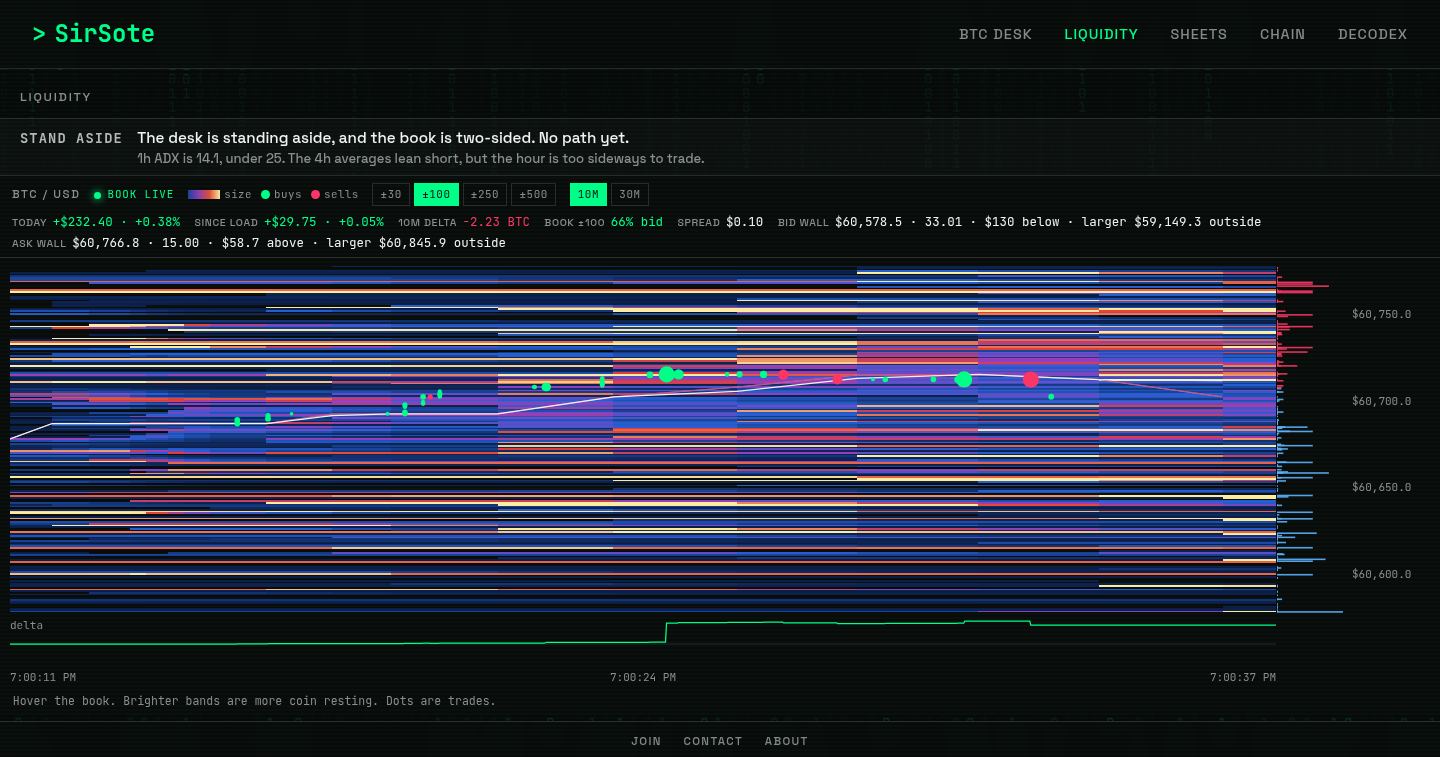 > SirSote
BTC DESK LIQUIDITY SHEETS CHAIN DECODEX
LIQUIDITY
STAND ASIDE The desk is standing aside, and the book is two-sided. No path yet.
1h ADX is 14.1, under 25. The 4h averages lean short, but the hour is too sideways to trade.
BTC / USD BOOK LIVE size buys sells ±30 ±100 ±250 ±500 10M 30M
TODAY +$232.40 · +0.38% SINCE LOAD +$29.75 · +0.05% 10M DELTA -2.23 BTC BOOK ±100 66% bid SPREAD $0.10 BID WALL $60,578.5 · 33.01 · $130 below · larger $59,149.3 outside
ASK WALL $60,766.8 · 15.00 · $58.7 above · larger $60,845.9 outside
$60,750.0
$60,700.0
$60,650.0
$60,600.0
delta
7:00:11 PM 7:00:24 PM 7:00:37 PM
Hover the book. Brighter bands are more coin resting. Dots are trades.
JOIN CONTACT ABOUT